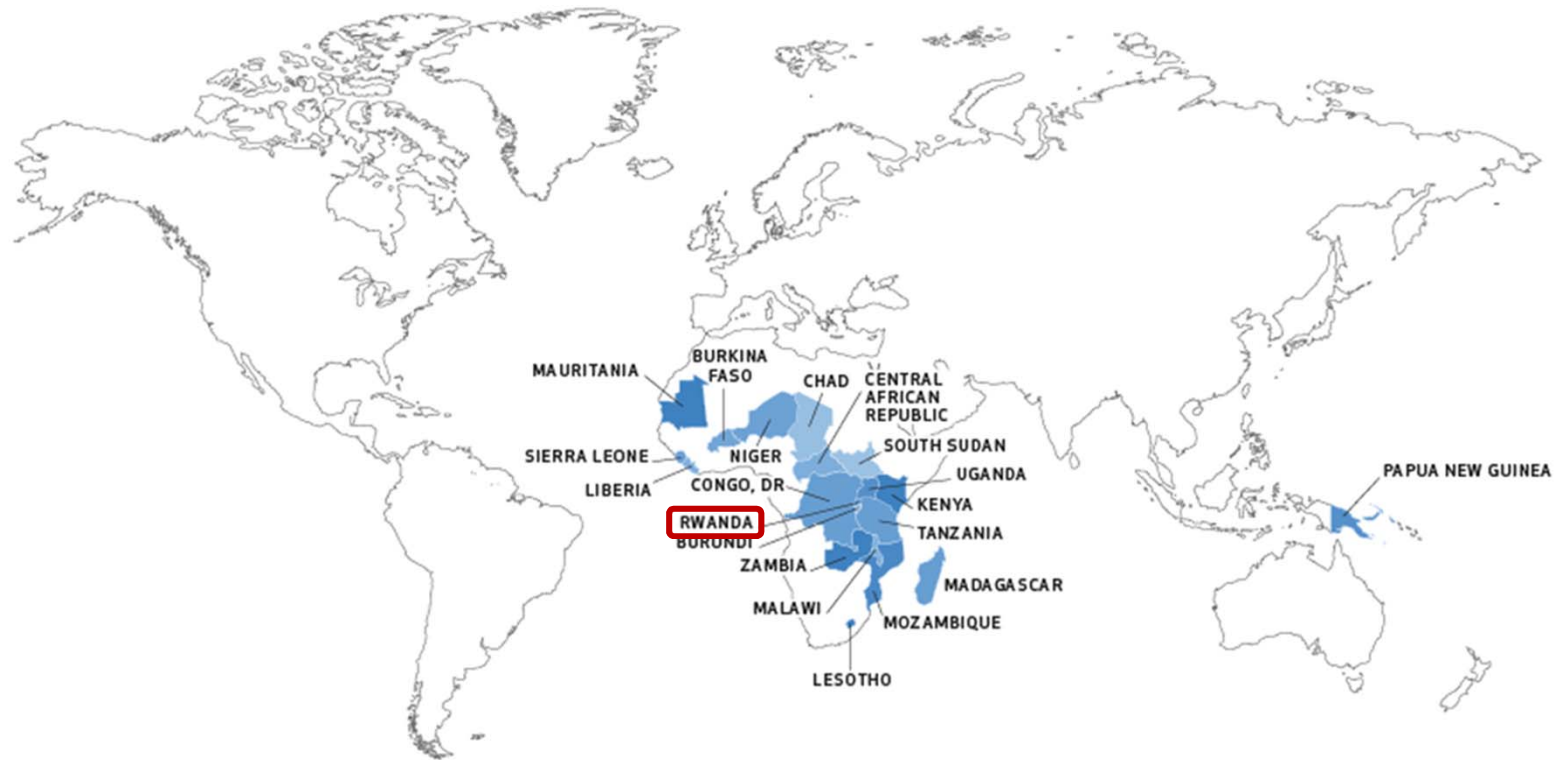 BURKINA
FASO
MAURITANIA
CHAD
CENTRAL
AFRICAN
REPUBLIC
SOUTH SUDAN
SIERRA LEONE
NIGER
UGANDA
PAPUA NEW GUINEA
LIBERIA
CONGO, DR
KENYA
RWANDA
TANZANIA
BURUNDI
ZAMBIA
MADAGASCAR
MALAWI
MOZAMBIQUE
LESOTHO